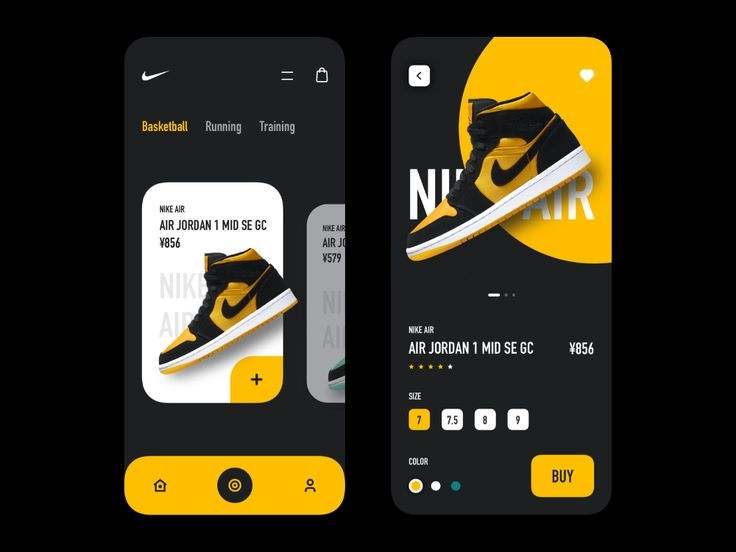 Basketball Running Training
NIKE AIR
AIR JORDAN 1 MID SE GC
¥856
NIKE
AIR
NIKE AIR
AIR JO
¥579
NI
AI
NI AIR
NIKE AIR
AIR JORDAN 1 MID SE GC ¥856
SIZE
7 7.5 8 9
COLOR
BUY